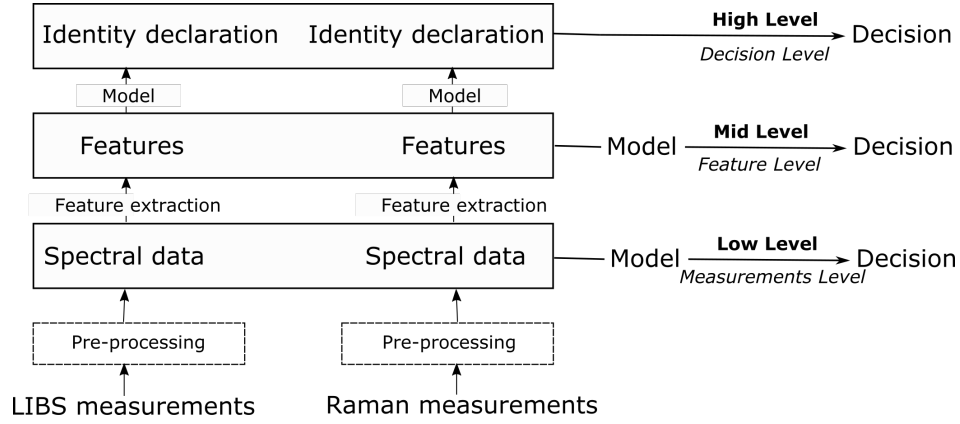 Identity declaration Identity declaration
High Level
Decision
Decision Level
Model Model
Features Features
Model
Mid Level
Decision
Feature Level
Feature extraction Feature extraction
Spectral data Spectral data
Model
Low Level
Decision
Measurements Level
Pre-processing Pre-processing
LIBS measurements Raman measurements